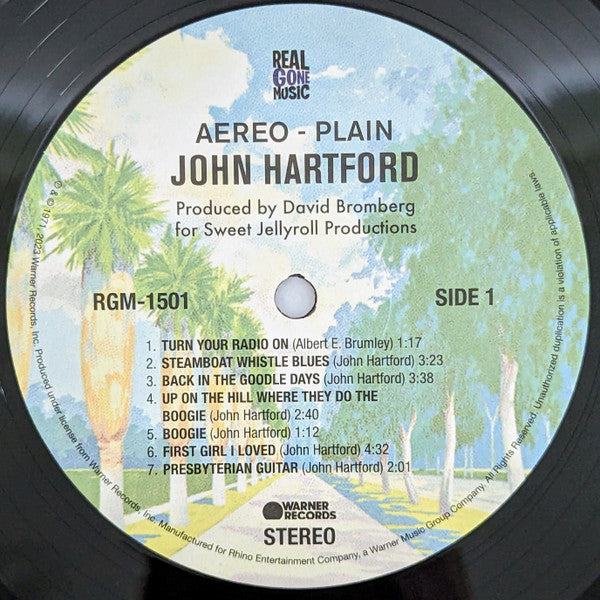 REAL
GONE
MUSIC
AEREO - PLAIN
JOHN HARTFORD
Produced by David Bromberg
for Sweet Jellyroll Productions
RGM-1501
SIDE 1
1. TURN YOUR RADIO ON (Albert E. Brumley) 1:17
2. STEAMBOAT WHISTLE BLUES (John Hartford) 3:23
3. BACK IN THE GOODLE DAYS (John Hartford) 3:38
4. UP ON THE HILL WHERE THEY DO THE
BOOGIE (John Hartford) 2:40
5. BOOGIE (John Hartford) 1:12
6. FIRST GIRL I LOVED (John Hartford) 4:32
7. PRESBYTERIAN GUITAR (John Hartford) 2:01
WARNER
RECORDS
STEREO
℗ & © 1971, 2023 Warner Records, Inc. Produced under license from Warner Records, Inc. Manufactured for Rhino Entertainment Company, a Warner Music Group Company. All Rights Reserved. Unauthorized duplication is a violation of applicable laws.